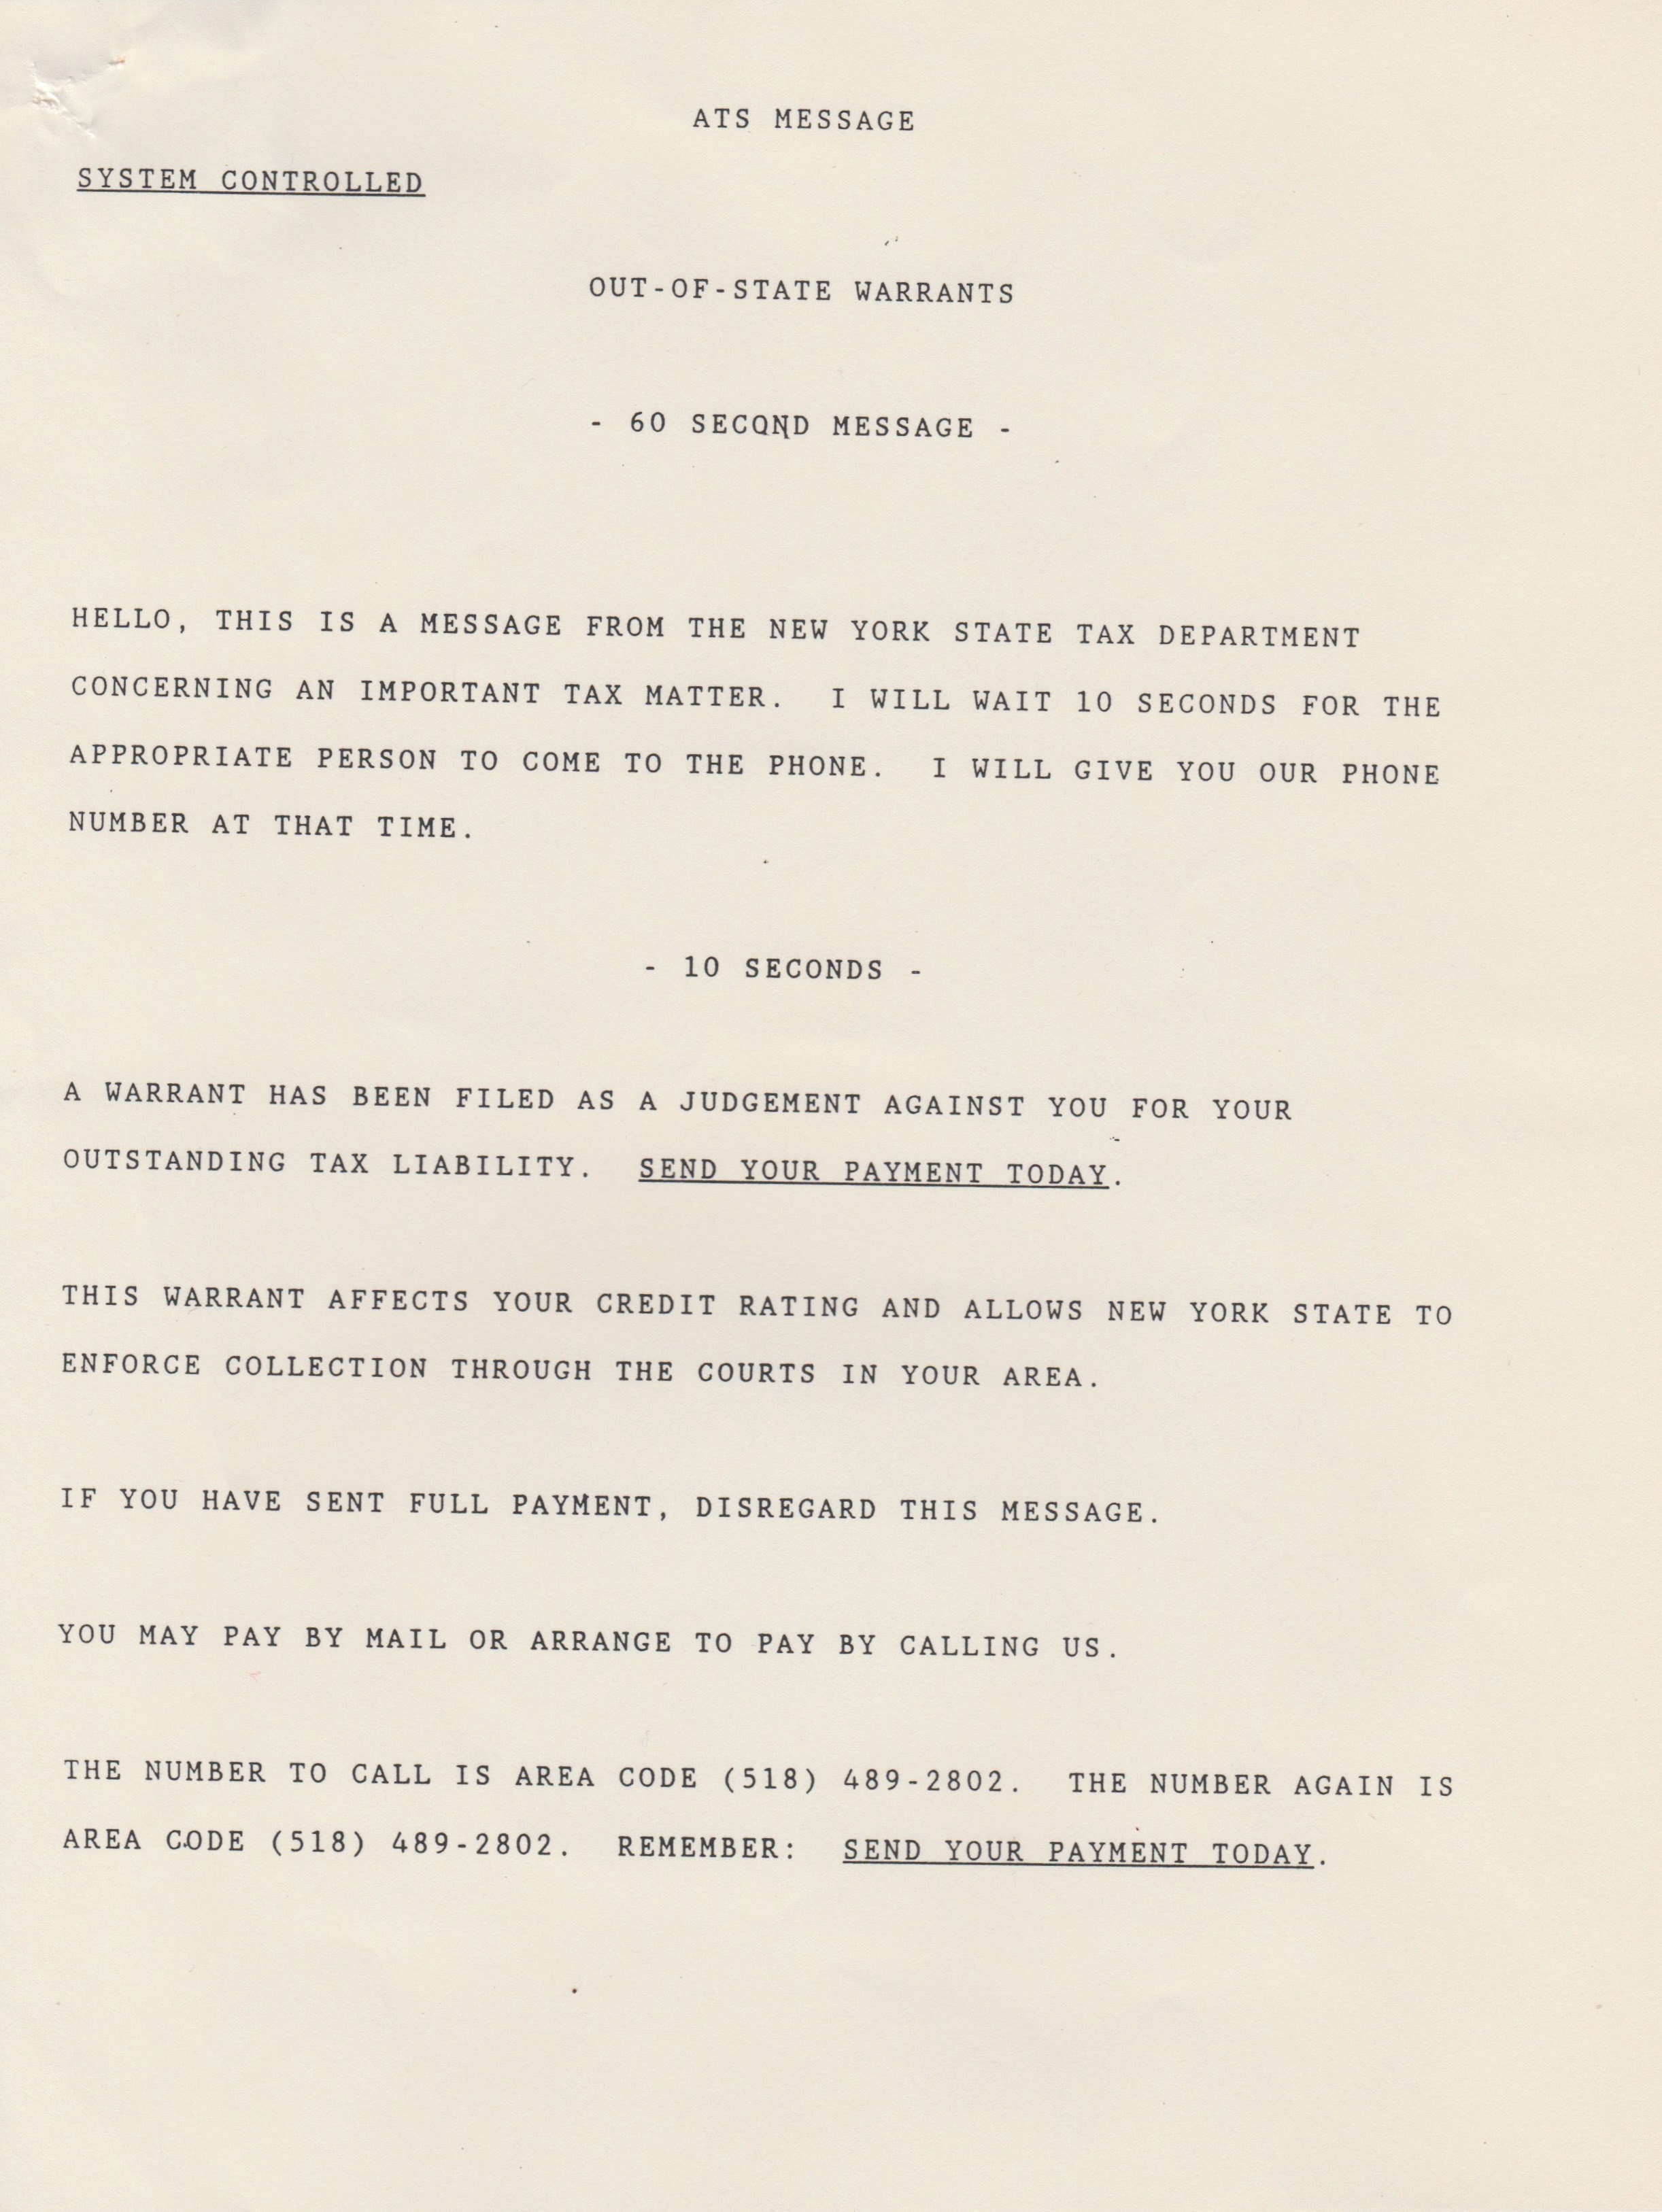 ATS MESSAGE
SYSTEM CONTROLLED
OUT-OF-STATE WARRANTS
- 60 SECOND MESSAGE -
HELLO, THIS IS A MESSAGE FROM THE NEW YORK STATE TAX DEPARTMENT
CONCERNING AN IMPORTANT TAX MATTER. I WILL WAIT 10 SECONDS FOR THE
APPROPRIATE PERSON TO COME TO THE PHONE. I WILL GIVE YOU OUR PHONE
NUMBER AT THAT TIME.
- 10 SECONDS -
A WARRANT HAS BEEN FILED AS A JUDGEMENT AGAINST YOU FOR YOUR
OUTSTANDING TAX LIABILITY. SEND YOUR PAYMENT TODAY.
THIS WARRANT AFFECTS YOUR CREDIT RATING AND ALLOWS NEW YORK STATE TO
ENFORCE COLLECTION THROUGH THE COURTS IN YOUR AREA.
IF YOU HAVE SENT FULL PAYMENT, DISREGARD THIS MESSAGE.
YOU MAY PAY BY MAIL OR ARRANGE TO PAY BY CALLING US.
THE NUMBER TO CALL IS AREA CODE (518) 489-2802. THE NUMBER AGAIN IS
AREA CODE (518) 489-2802. REMEMBER: SEND YOUR PAYMENT TODAY.